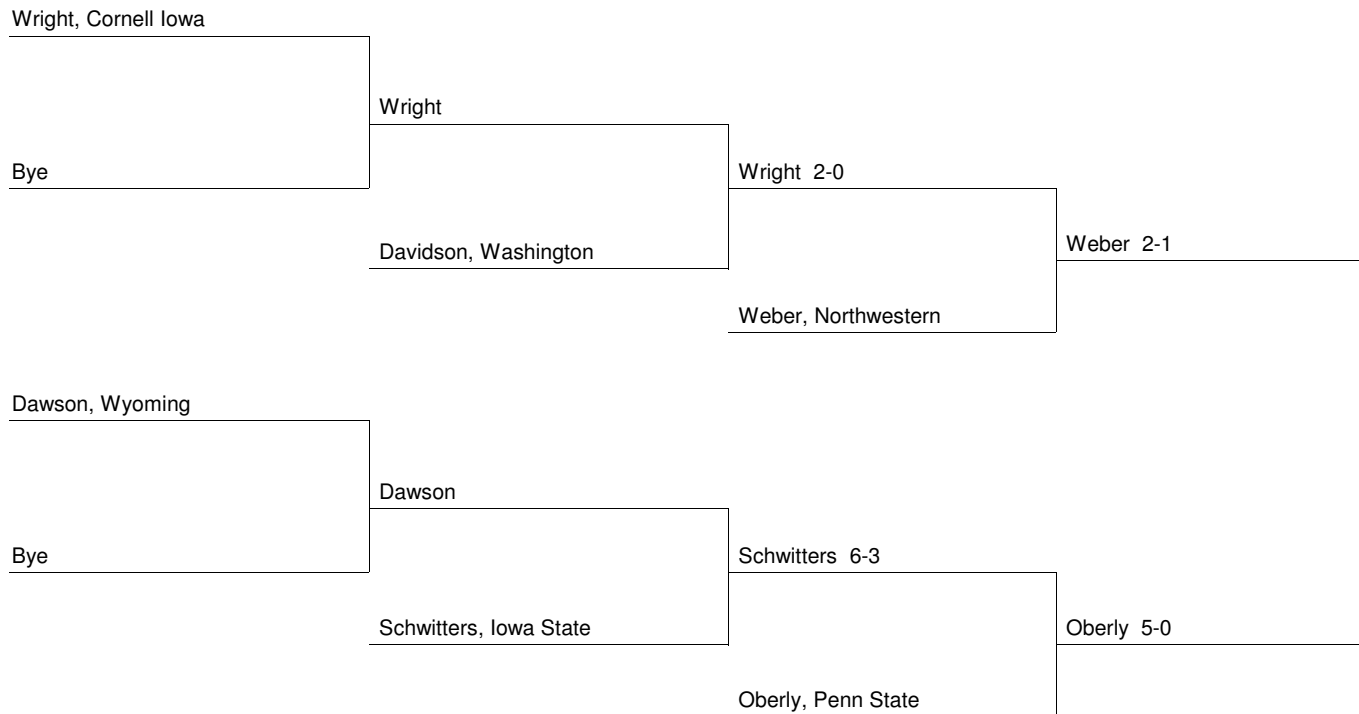 Wright, Cornell Iowa
Wright
Bye
Wright 2-0
Davidson, Washington
Weber 2-1
Weber, Northwestern
Dawson, Wyoming
Dawson
Bye
Schwitters 6-3
Schwitters, Iowa State
Oberly 5-0
Oberly, Penn State